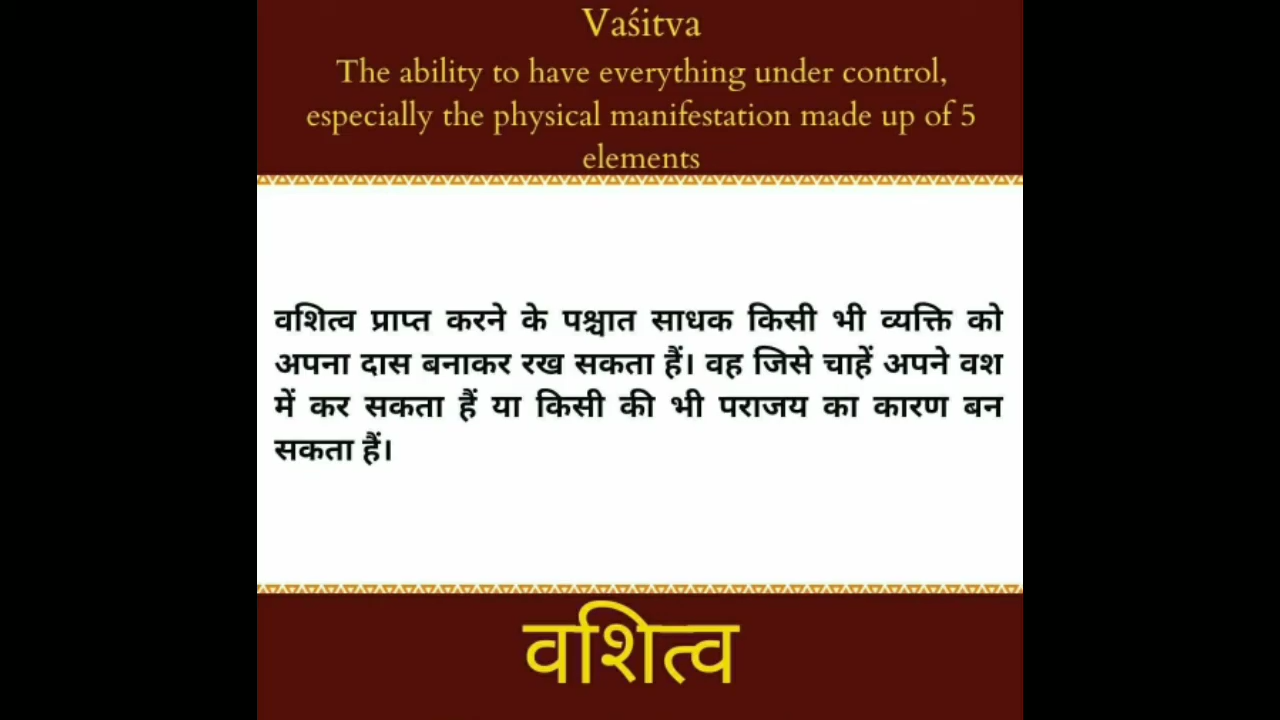 Vaśitva
The ability to have everything under control,
especially the physical manifestation made up of 5
elements
वशित्व प्राप्त करने के पश्चात साधक किसी भी व्यक्ति को
अपना दास बनाकर रख सकता हैं। वह जिसे चाहें अपने वश
में कर सकता हैं या किसी की भी पराजय का कारण बन
सकता हैं।
वशित्व